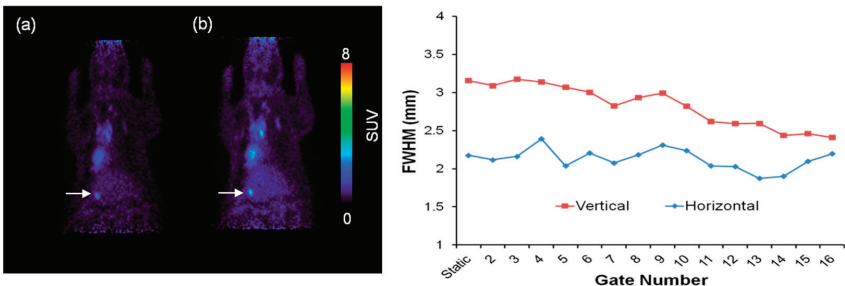 (a)
(b)
8
SUV
0
4
3.5
3
2.5
2
1.5
1
FWHM (mm)
Vertical
Horizontal
Static 2 3 4 5 6 7 8 9 10 11 12 13 14 15 16
Gate Number